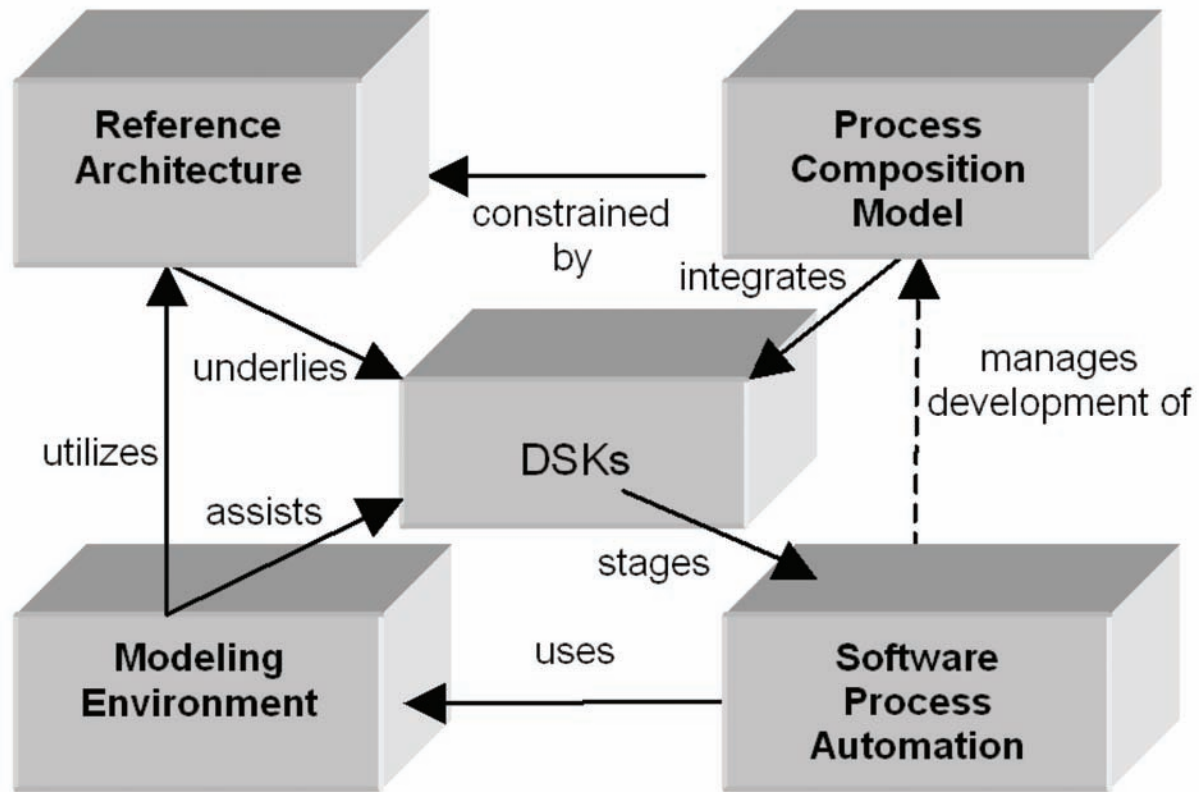 Reference
Architecture
Process
Composition
Model
constrained
by
integrates
underlies
manages
development of
DSKs
utilizes
assists
stages
Modeling
Environment
uses
Software
Process
Automation